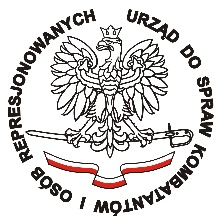 URZĄD DO SPRAW KOMBATANTÓW I OSÓB REPRESJONOWANYCH